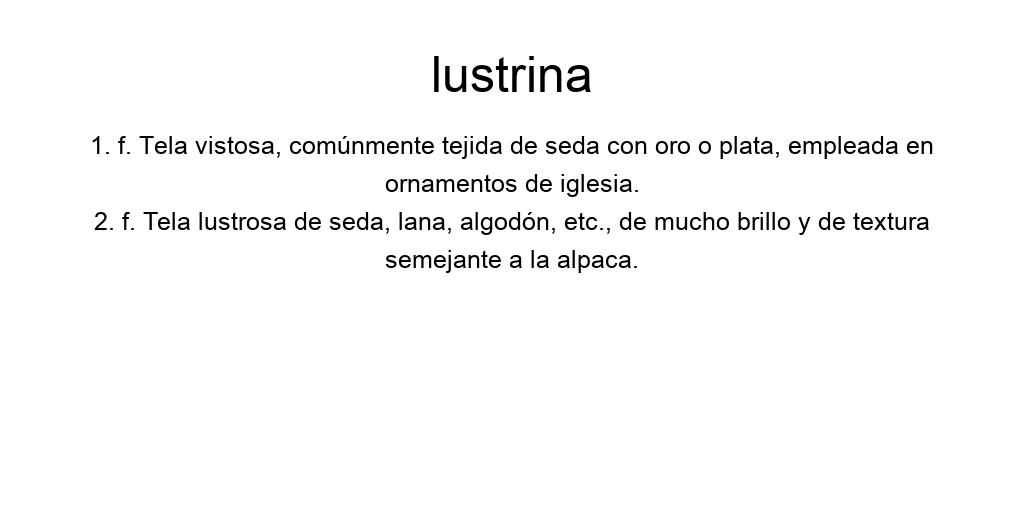 lustrina
1. f. Tela vistosa, comúnmente tejida de seda con oro o plata, empleada en
ornamentos de iglesia.
2. f. Tela lustrosa de seda, lana, algodón, etc., de mucho brillo y de textura
semejante a la alpaca.